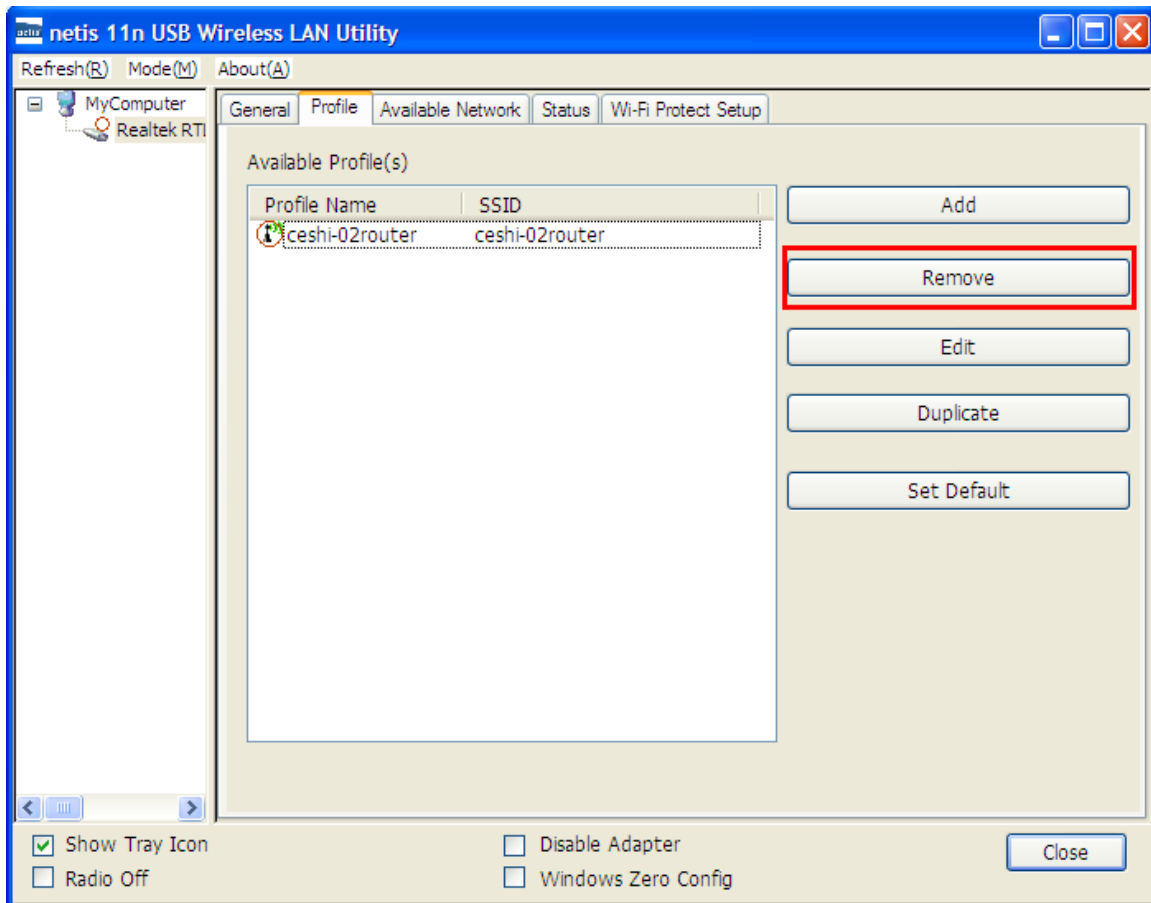 netis netis 11n USB Wireless LAN Utility
Refresh(R) Mode(M) About(A)
MyComputer
Realtek RTL
General Profile Available Network Status Wi-Fi Protect Setup
Available Profile(s)
Profile Name SSID
ceshi-02router ceshi-02router
Add
Remove
Edit
Duplicate
Set Default
Show Tray Icon
Radio Off
Disable Adapter
Windows Zero Config
Close